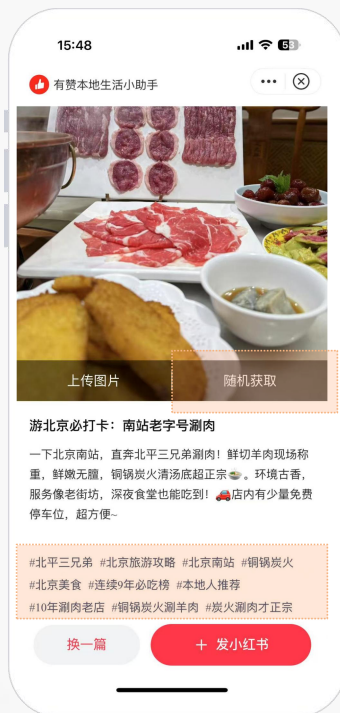 15:48
53
有赞本地生活小助手
上传图片
随机获取
游北京必打卡：南站老字号涮肉
一下北京南站，直奔北平三兄弟涮肉！鲜切羊肉现场称
重，鲜嫩无膻，铜锅炭火清汤底超正宗🍲。环境古香，
服务像老街坊，深夜食堂也能吃到！🚗店内有少量免费
停车位，超方便~
#北平三兄弟 #北京旅游攻略 #北京南站 #铜锅炭火
#北京美食 #连续9年必吃榜 #本地人推荐
#10年涮肉老店 #铜锅炭火涮羊肉 #炭火涮肉才正宗
换一篇
＋ 发小红书